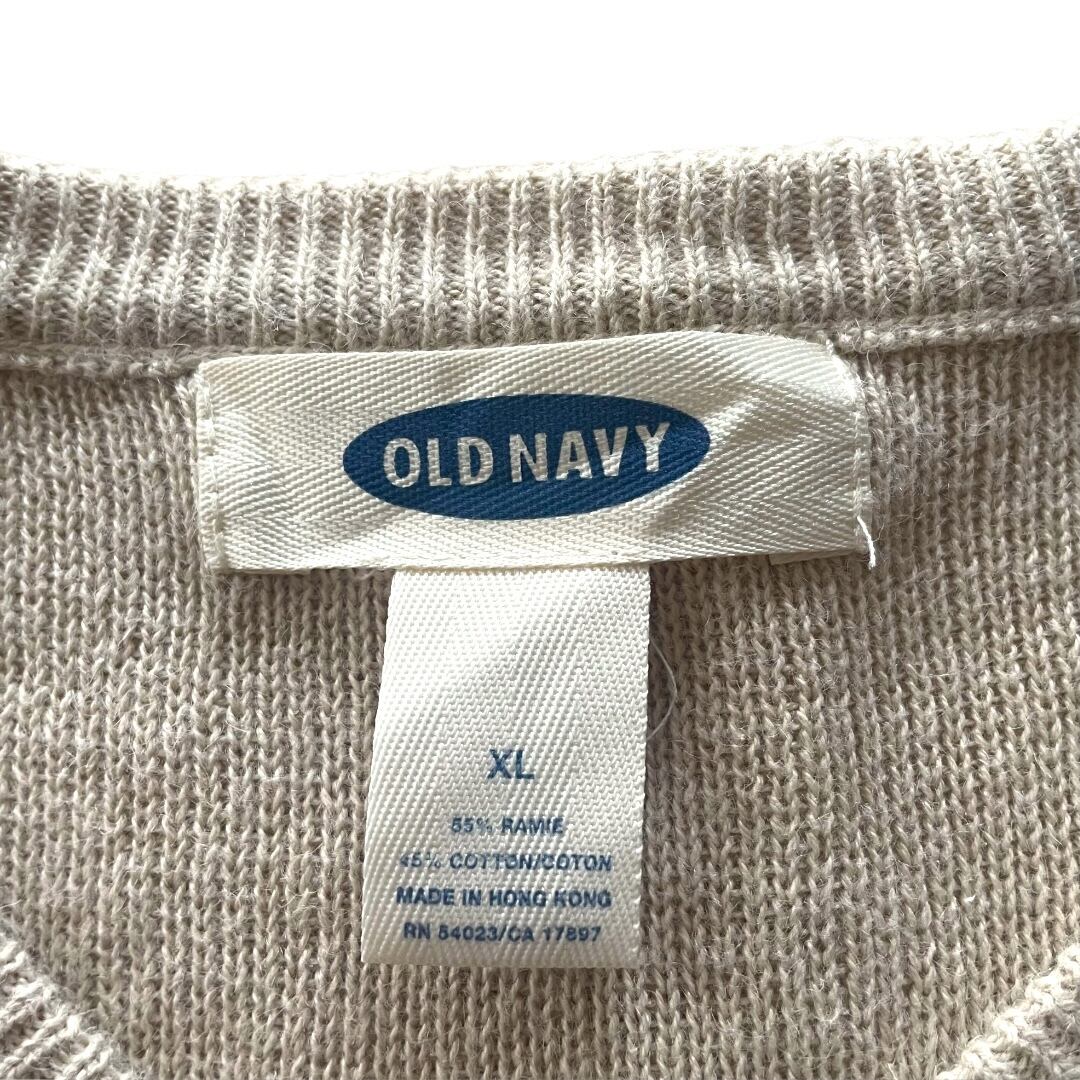 OLD NAVY
XL
55% RAMIE
45% COTTON/COTON
MADE IN HONG KONG
RN 54023/CA 17897